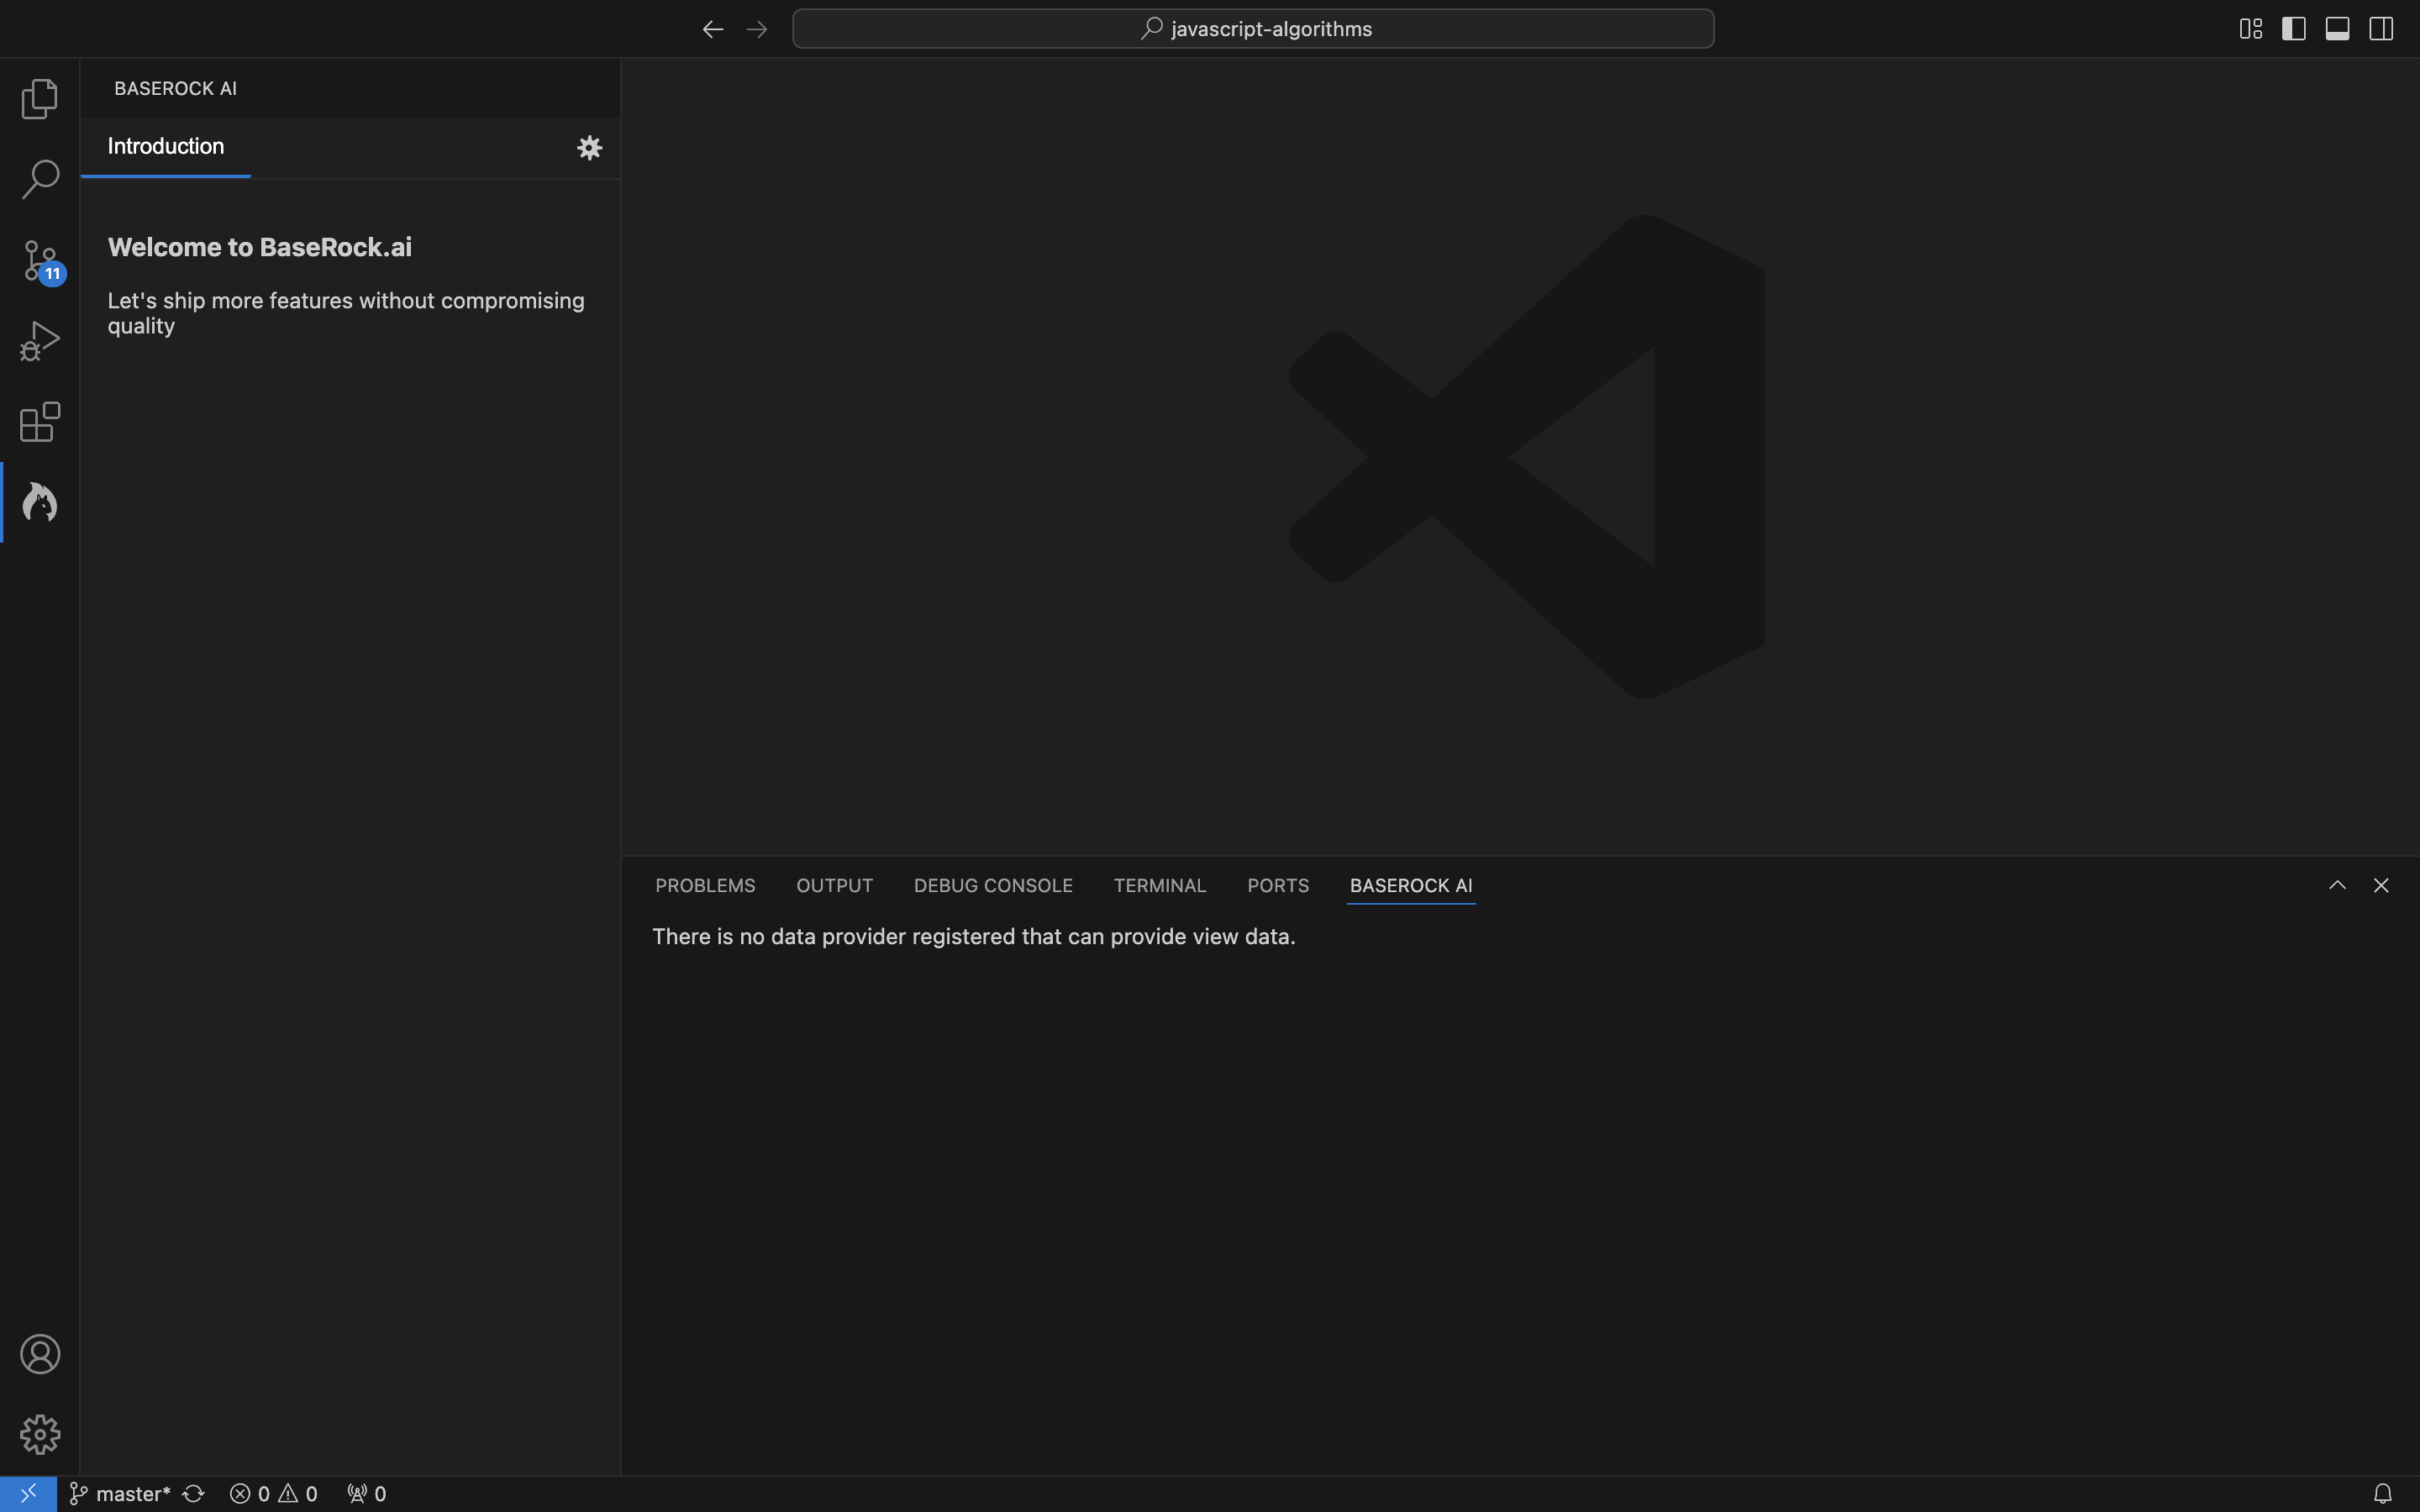 javascript-algorithms
BASEROCK AI
Introduction
11
Welcome to BaseRock.ai
Let's ship more features without compromising
quality
PROBLEMS OUTPUT DEBUG CONSOLE TERMINAL PORTS BASEROCK AI
There is no data provider registered that can provide view data.
master* 0 0 0